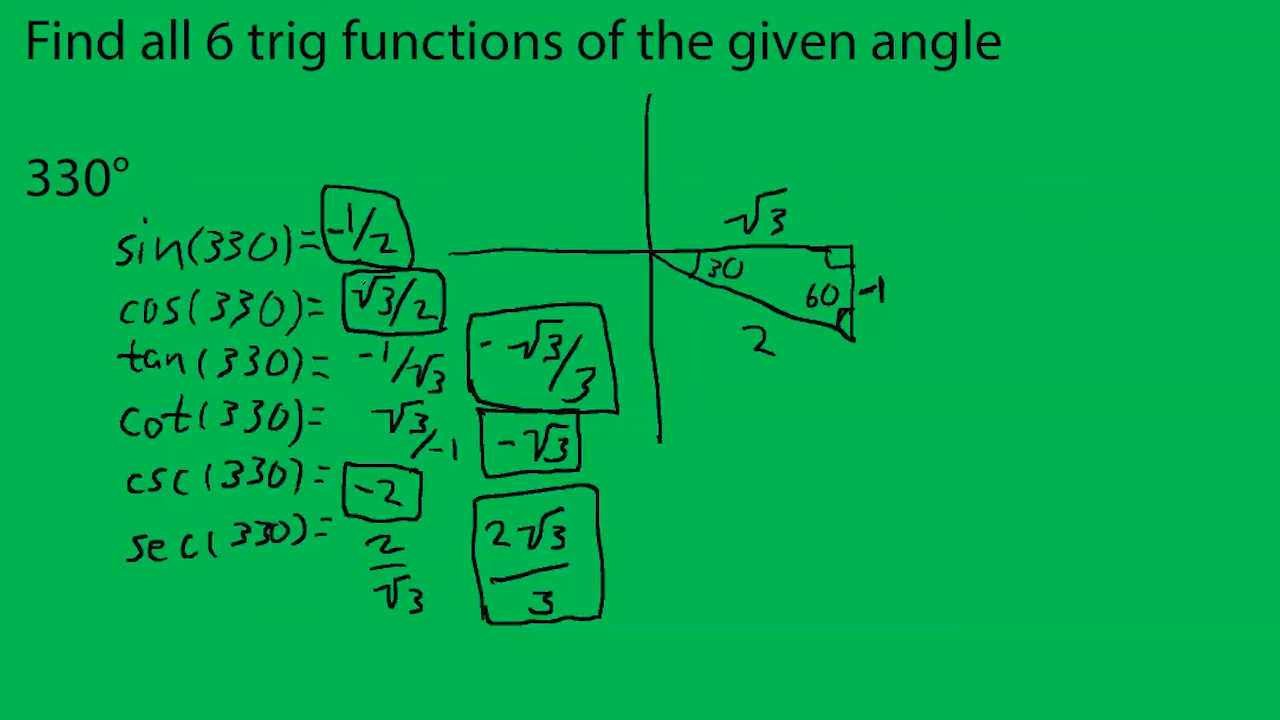 Find all 6 trig functions of the given angle
330°
sin(330)= -1/2
cos(330)= √3/2
tan(330)= -1/√3 -√3/3
cot(330)= √3/-1 -√3
csc(330)= -2
sec(330)= 2/√3 2√3/3
√3
30
60
-1
2